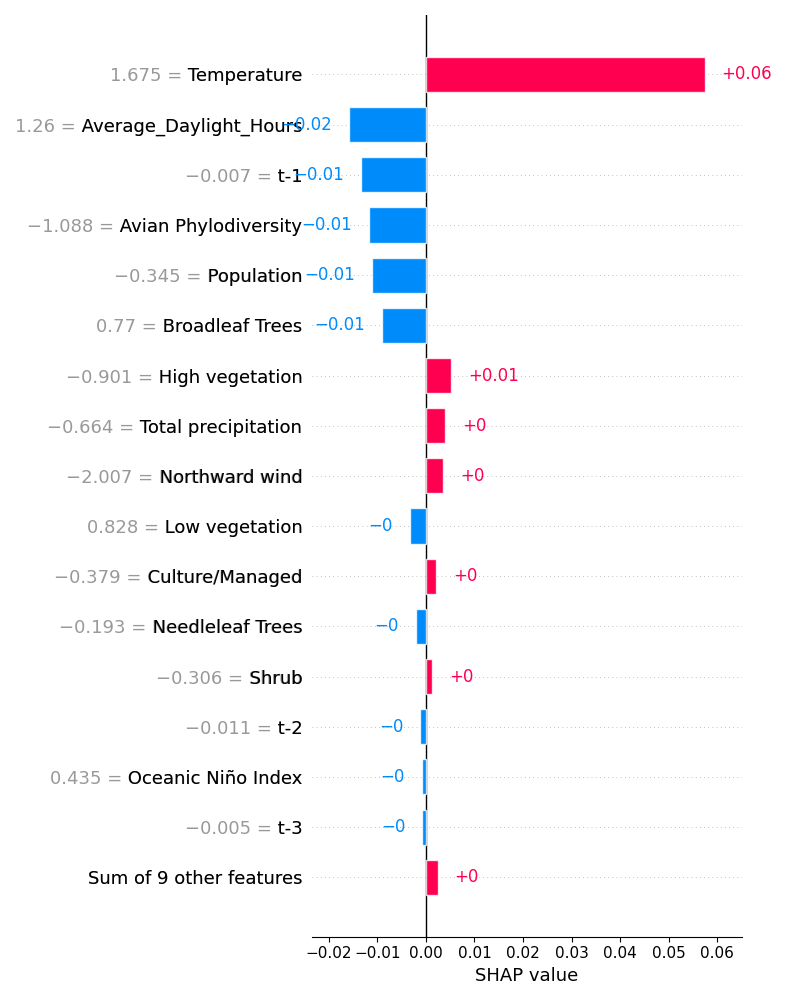 1.675 = Temperature +0.06
1.26 = Average_Daylight_Hours −0.02
−0.007 = t-1 −0.01
−1.088 = Avian Phylodiversity −0.01
−0.345 = Population −0.01
0.77 = Broadleaf Trees −0.01
−0.901 = High vegetation +0.01
−0.664 = Total precipitation +0
−2.007 = Northward wind +0
0.828 = Low vegetation −0
−0.379 = Culture/Managed +0
−0.193 = Needleleaf Trees −0
−0.306 = Shrub +0
−0.011 = t-2 −0
0.435 = Oceanic Niño Index −0
−0.005 = t-3 −0
Sum of 9 other features +0
−0.02 −0.01 0.00 0.01 0.02 0.03 0.04 0.05 0.06
SHAP value